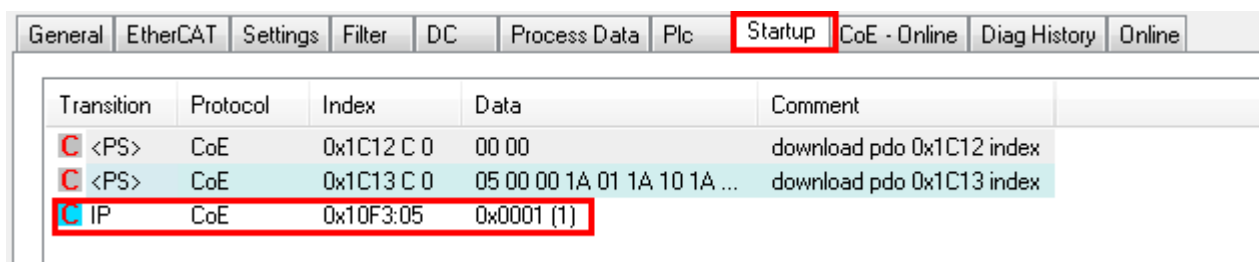 General EtherCAT Settings Filter DC Process Data Plc Startup CoE - Online Diag History Online
Transition Protocol Index Data Comment
C <PS> CoE 0x1C12 C 0 00 00 download pdo 0x1C12 index
C <PS> CoE 0x1C13 C 0 05 00 00 1A 01 1A 10 1A ... download pdo 0x1C13 index
C IP CoE 0x10F3:05 0x0001 (1)